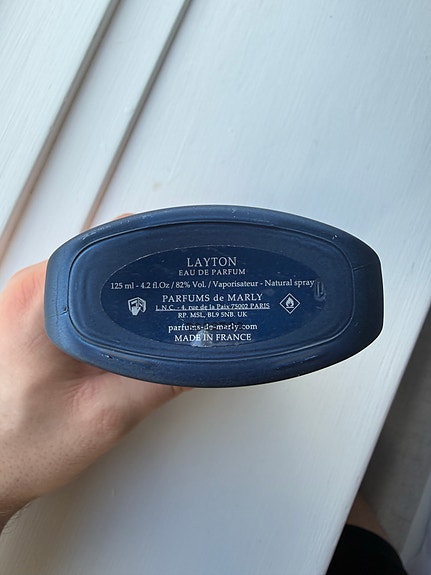 LAYTON
EAU DE PARFUM
125 ml - 4.2 fl.Oz / 82% Vol. / Vaporisateur - Natural spray
PARFUMS de MARLY
L.N.C. - 4, rue de la Paix 75002 PARIS
RP. MSL, BL9 5NB. UK
parfums-de-marly.com
MADE IN FRANCE